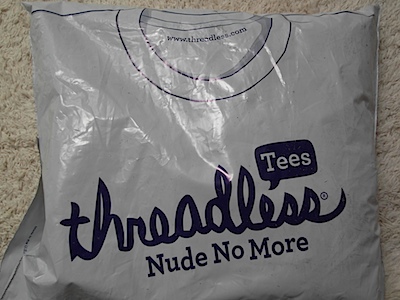 www.threadless.com
Tees
threadless®
Nude No More